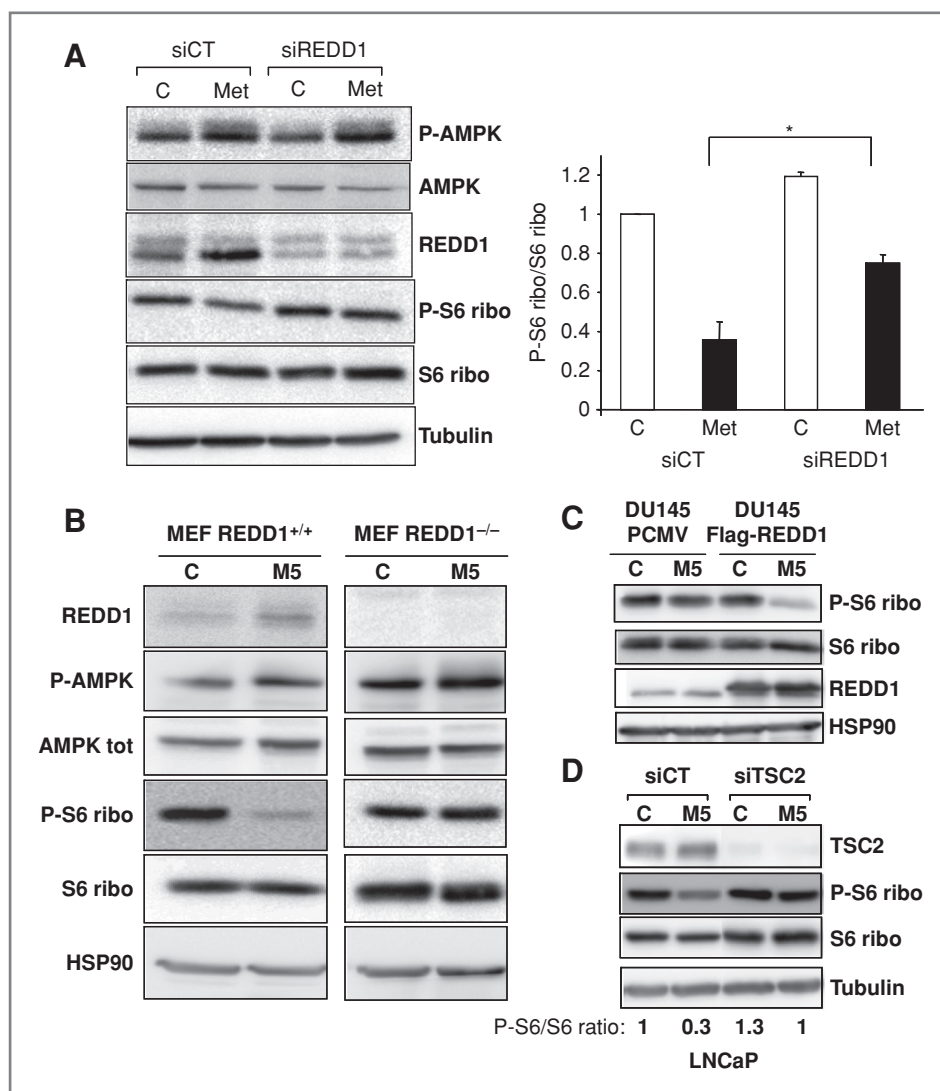 A
siCT siREDD1
C Met C Met
P-AMPK
AMPK
REDD1
P-S6 ribo
S6 ribo
Tubulin
*
P-S6 ribo/S6 ribo
1.2
1
0.8
0.6
0.4
0.2
0
C Met C Met
siCT siREDD1
B
MEF REDD1+/+ MEF REDD1–/–
C M5 C M5
REDD1
P-AMPK
AMPK tot
P-S6 ribo
S6 ribo
HSP90
C
DU145 DU145
PCMV Flag-REDD1
C M5 C M5
P-S6 ribo
S6 ribo
REDD1
HSP90
D
siCT siTSC2
C M5 C M5
TSC2
P-S6 ribo
S6 ribo
Tubulin
P-S6/S6 ratio: 1 0.3 1.3 1
LNCaP